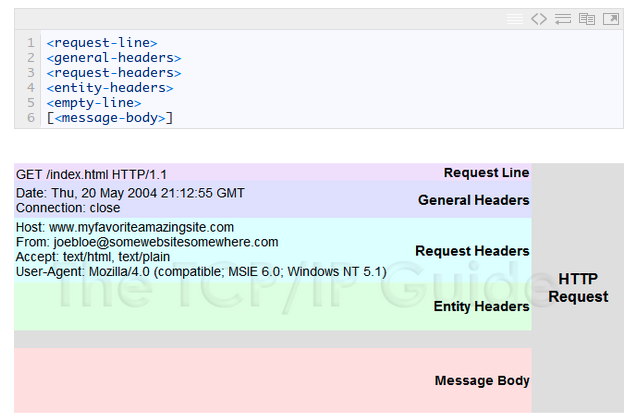 1 <request-line>
2 <general-headers>
3 <request-headers>
4 <entity-headers>
5 <empty-line>
6 [<message-body>]
GET /index.html HTTP/1.1 Request Line
Date: Thu, 20 May 2004 21:12:55 GMT
Connection: close
General Headers
Host: www.myfavoriteamazingsite.com
From: joebloe@somewebsitesomewhere.com
Accept: text/html, text/plain
User-Agent: Mozilla/4.0 (compatible; MSIE 6.0; Windows NT 5.1)
Request Headers
The TCP/IP Guide
Entity Headers
Message Body
HTTP
Request